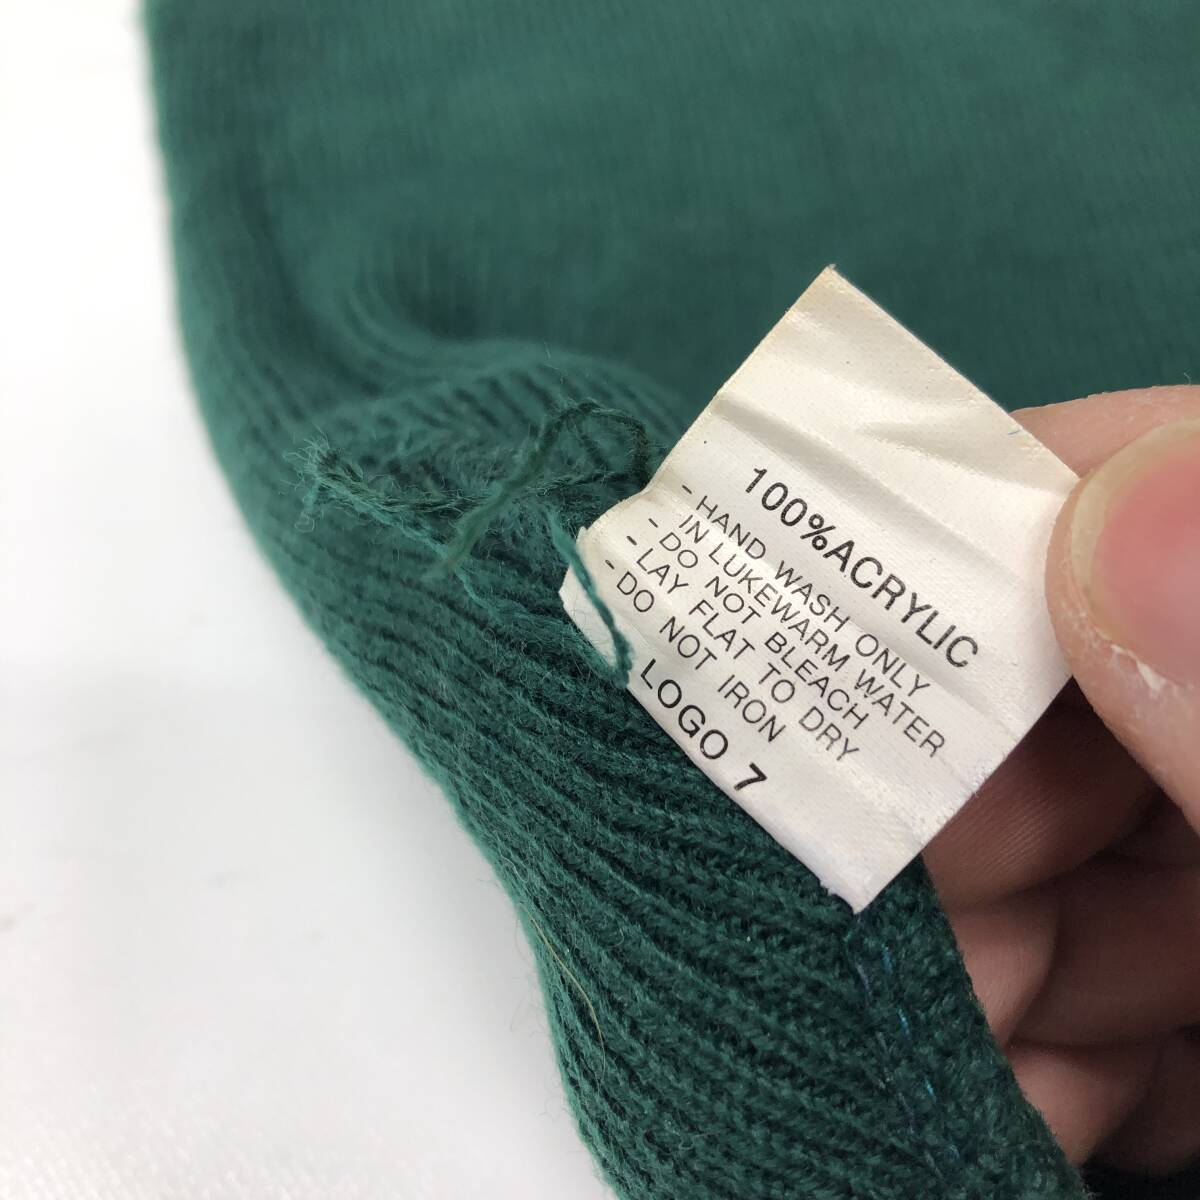 100%ACRYLIC
- HAND WASH ONLY
IN LUKEWARM WATER
- DO NOT BLEACH
- LAY FLAT TO DRY
- DO NOT IRON
LOGO 7